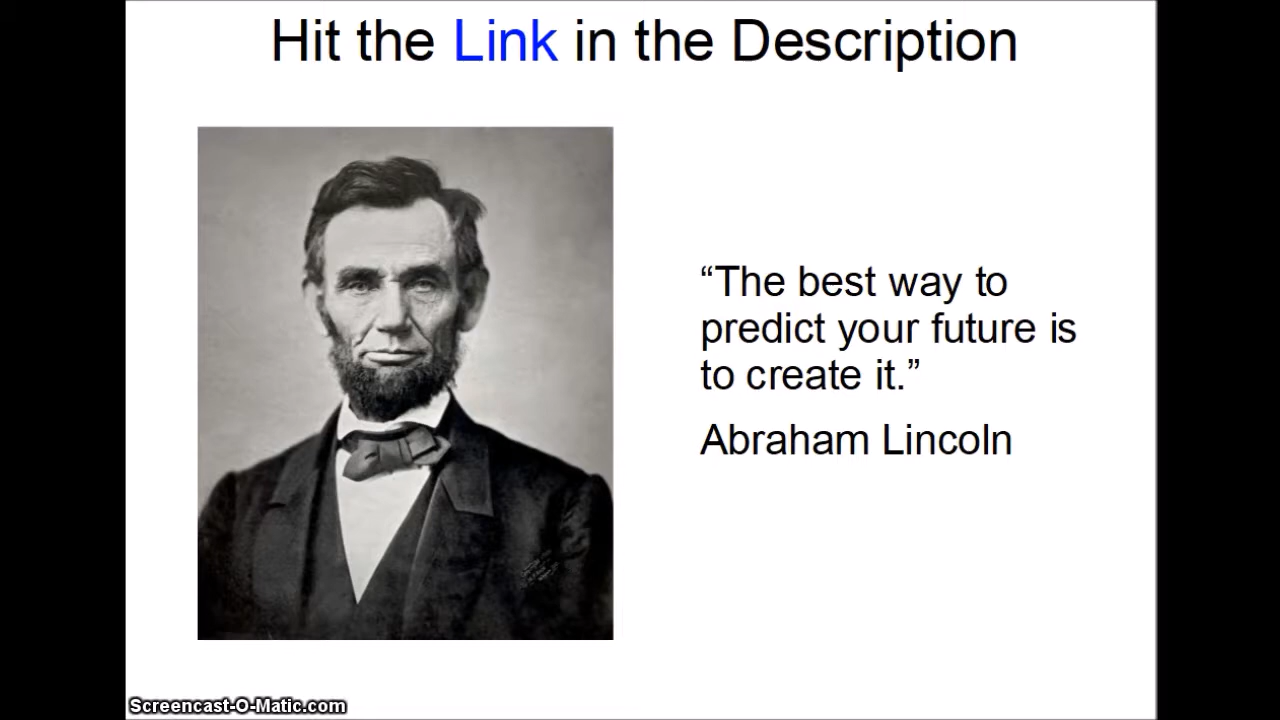 Hit the Link in the Description
“The best way to
predict your future is
to create it.”
Abraham Lincoln
Screencast-O-Matic.com